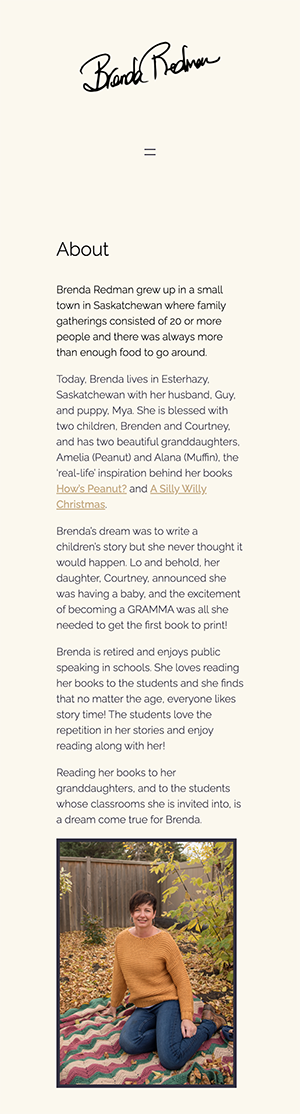 Brenda Redman
About
Brenda Redman grew up in a small
town in Saskatchewan where family
gatherings consisted of 20 or more
people and there was always more
than enough food to go around.
Today, Brenda lives in Esterhazy,
Saskatchewan with her husband, Guy,
and puppy, Mya. She is blessed with
two children, Brenden and Courtney,
and has two beautiful granddaughters,
Amelia (Peanut) and Alana (Muffin), the
‘real-life’ inspiration behind her books
How’s Peanut? and A Silly Willy
Christmas.
Brenda’s dream was to write a
children’s story but she never thought it
would happen. Lo and behold, her
daughter, Courtney, announced she
was having a baby, and the excitement
of becoming a GRAMMA was all she
needed to get the first book to print!
Brenda is retired and enjoys public
speaking in schools. She loves reading
her books to the students and she finds
that no matter the age, everyone likes
story time! The students love the
repetition in her stories and enjoy
reading along with her!
Reading her books to her
granddaughters, and to the students
whose classrooms she is invited into, is
a dream come true for Brenda.